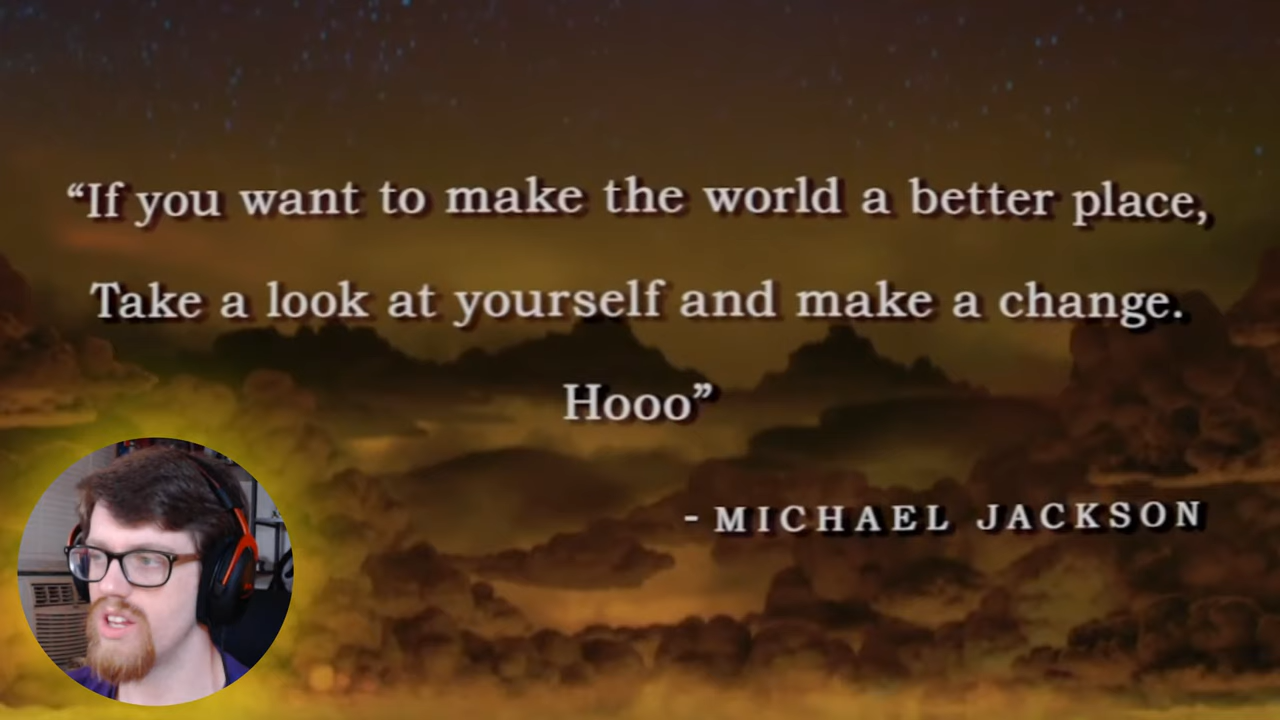 “If you want to make the world a better place,
Take a look at yourself and make a change.
Hooo”
- MICHAEL JACKSON